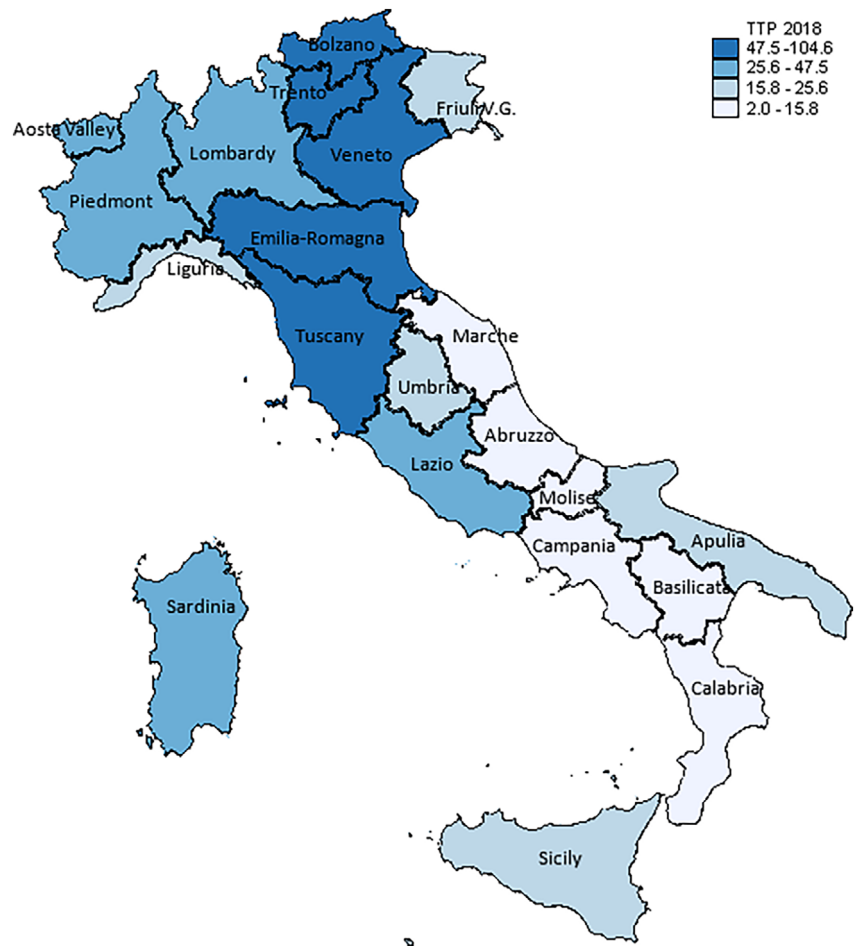 TTP 2018
47.5 -104.6
25.6 - 47.5
15.8 - 25.6
2.0 - 15.8
Bolzano
Trento
Friuli V.G.
Aosta Valley
Lombardy
Veneto
Piedmont
Emilia-Romagna
Liguria
Tuscany
Marche
Umbria
Abruzzo
Lazio
Molise
Campania
Apulia
Basilicata
Sardinia
Calabria
Sicily